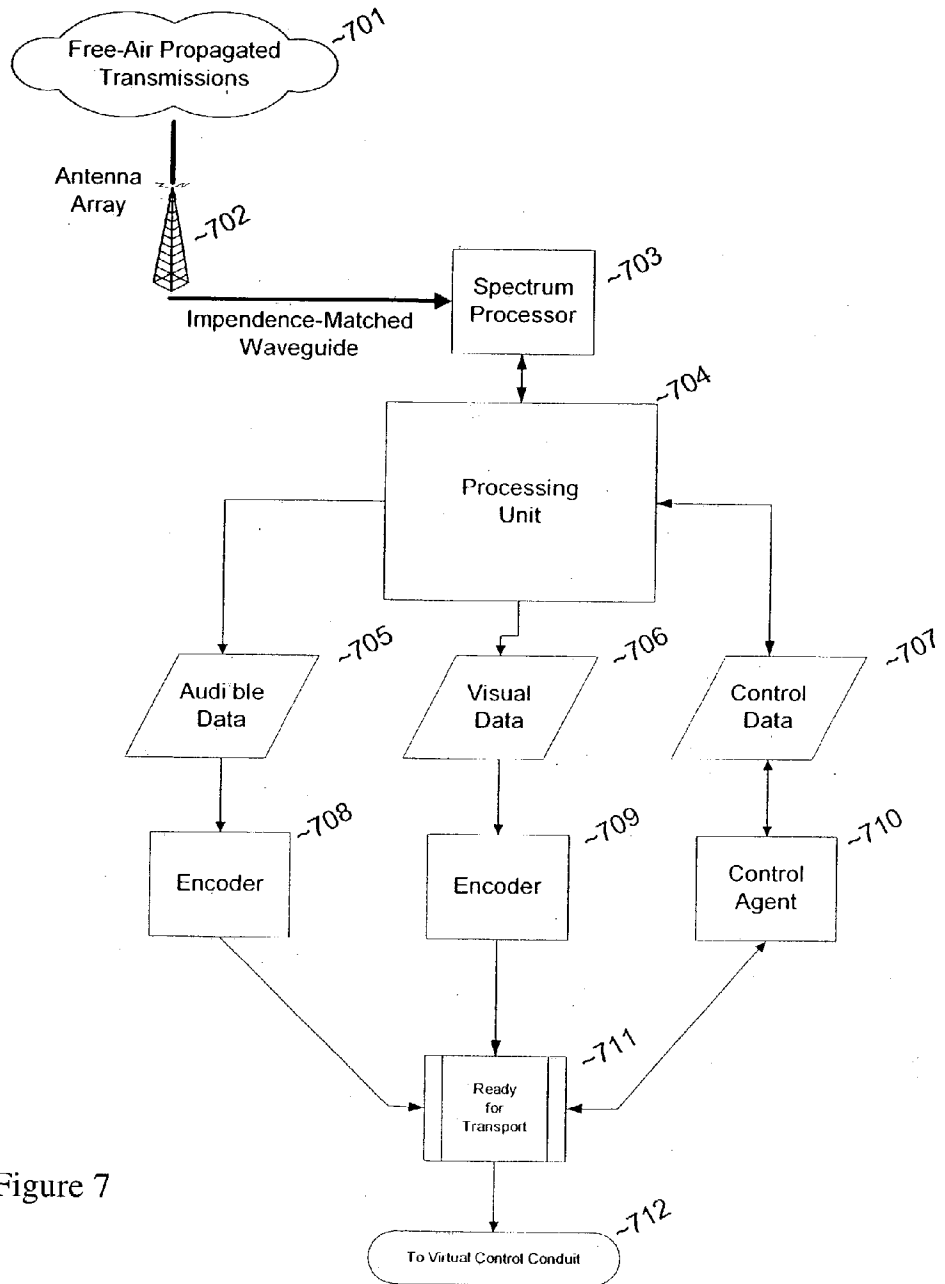 ~701
Free-Air Propagated
Transmissions
Antenna
Array
~702
~703
Spectrum
Processor
Impendence-Matched
Waveguide
~704
Processing
Unit
~705
~706
~707
Audible
Data
Visual
Data
Control
Data
~708
~709
~710
Encoder
Encoder
Control
Agent
~711
Ready
for
Transport
Figure 7
~712
To Virtual Control Conduit